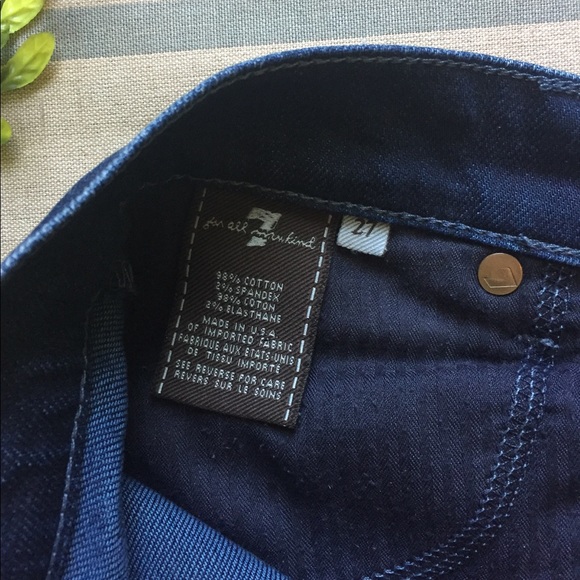 7
for all mankind
27
98% COTTON
2% SPANDEX
98% COTON
2% ELASTHANE
MADE IN U.S.A.
OF IMPORTED FABRIC
FABRIQUE AUX ETATS-UNIS
DE TISSU IMPORTE
SEE REVERSE FOR CARE
REVERS SUR LE SOINS